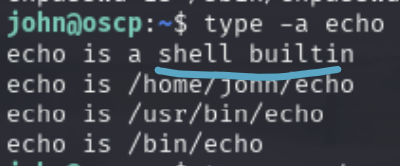 john@oscp:~$ type -a echo
echo is a shell builtin
echo is /home/john/echo
echo is /usr/bin/echo
echo is /bin/echo